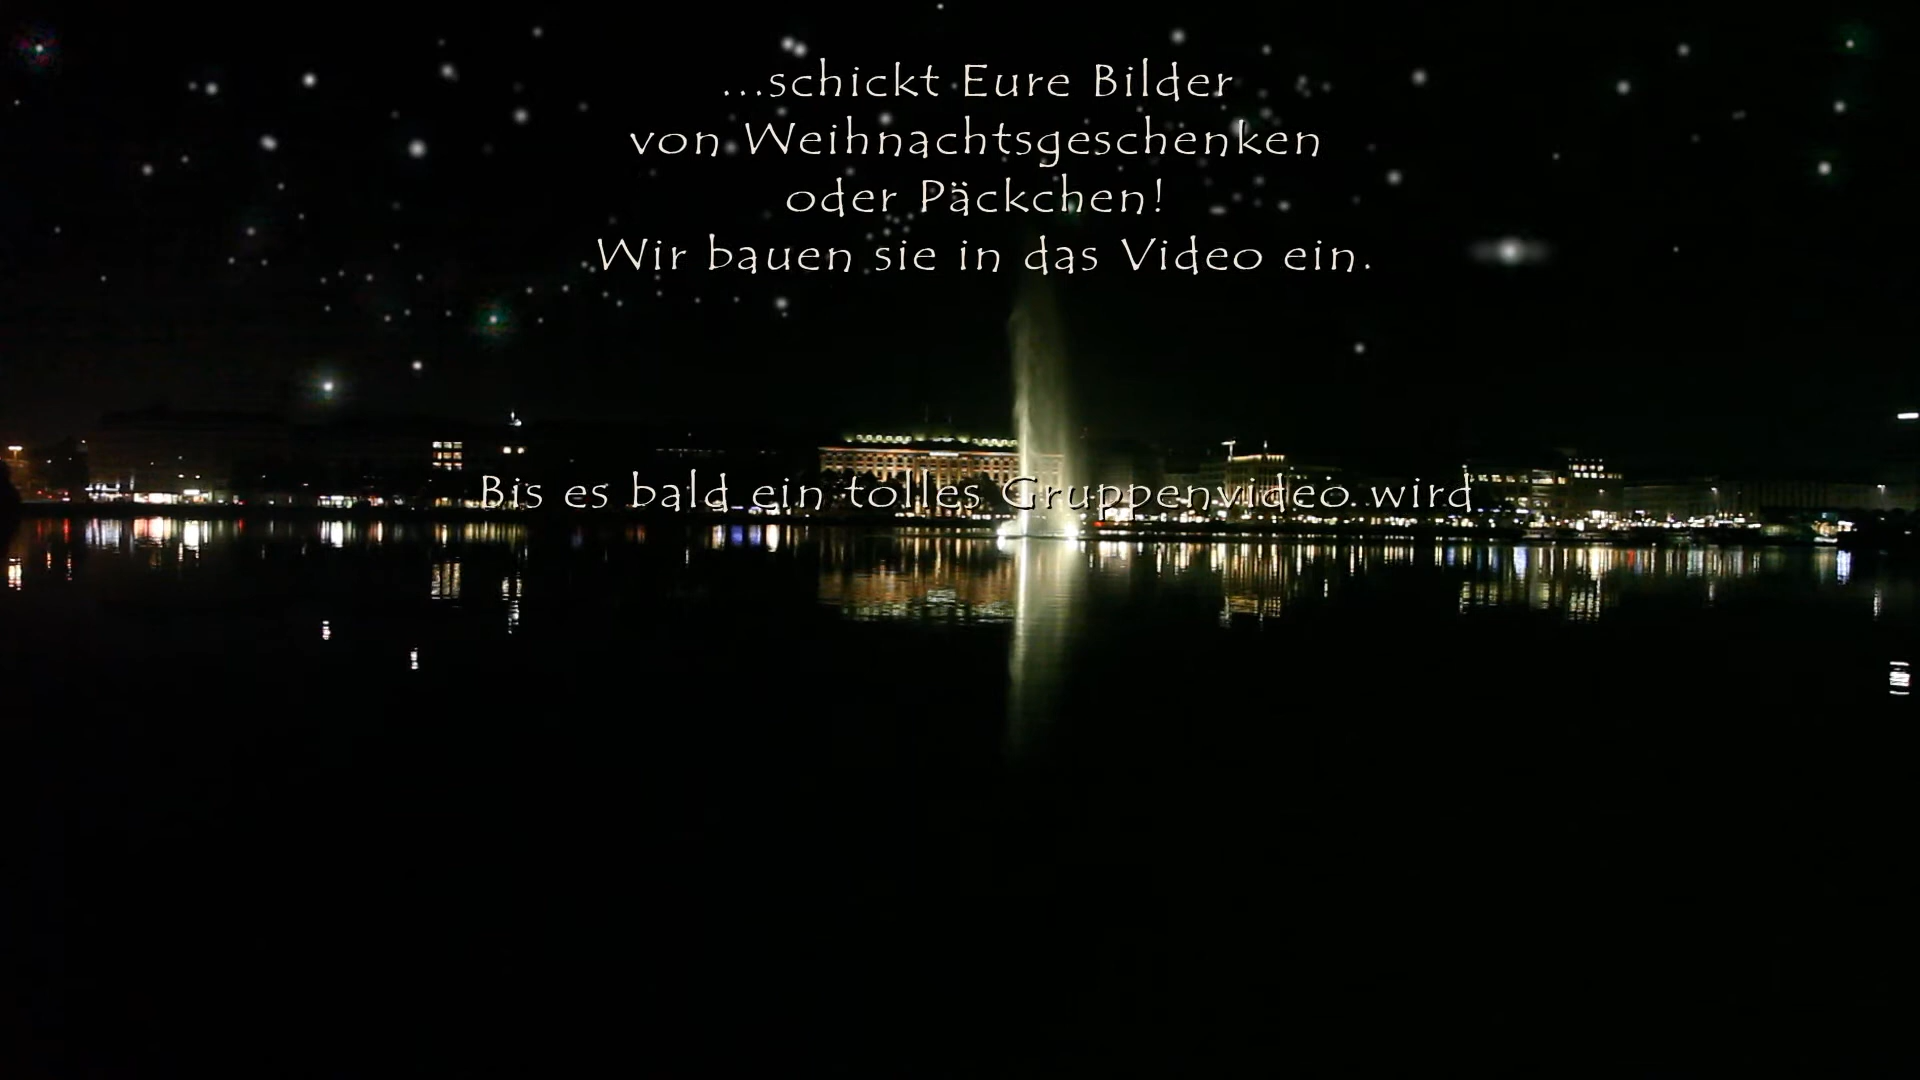 ...schickt Eure Bilder
von Weihnachtsgeschenken
oder Päckchen!
Wir bauen sie in das Video ein.
Bis es bald ein tolles Gruppenvideo wird